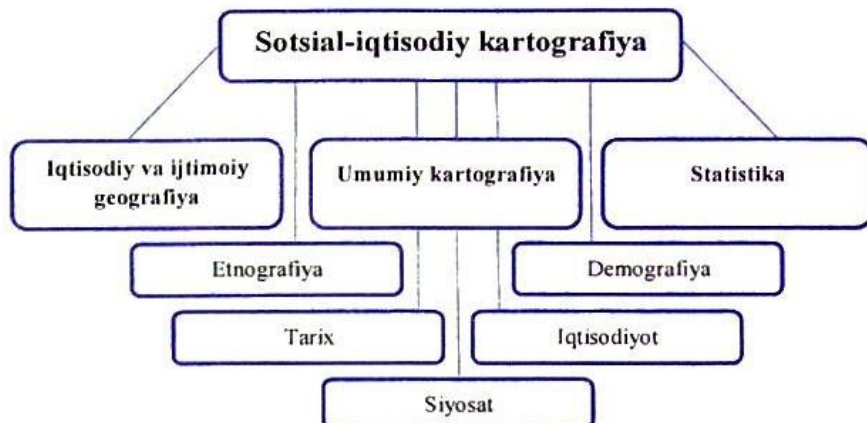 Sotsial-iqtisodiy kartografiya
Iqtisodiy va ijtimoiy
geografiya
Umumiy kartografiya
Statistika
Etnografiya
Demografiya
Tarix
Iqtisodiyot
Siyosat